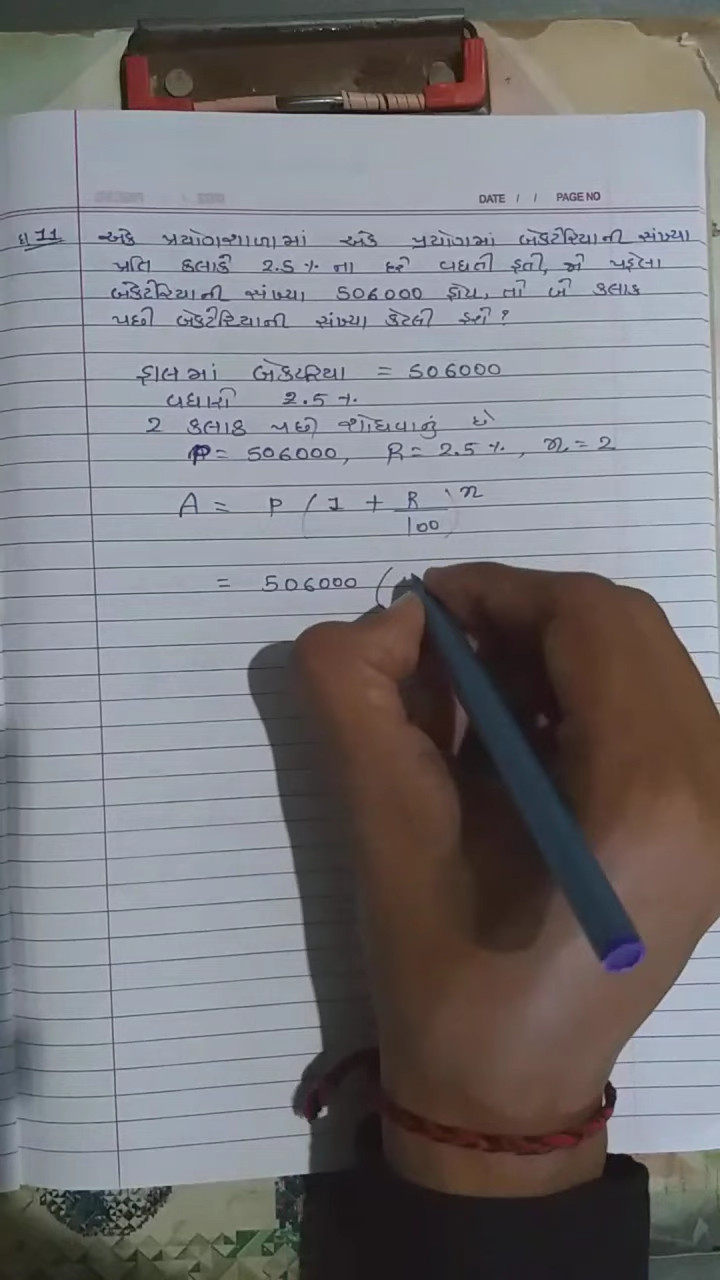 DATE / / PAGE NO
દા 11 એક પ્રયોગશાળામાં એક પ્રયોગમાં બેક્ટેરિયાની સંખ્યા
પ્રતિ કલાકે 2.5 % ના દરે વધતી હતી, જો પહેલા
બેક્ટેરિયાની સંખ્યા 506000 હોય, તો બે કલાક
પછી બેક્ટેરિયાની સંખ્યા કેટલી હશે?
હાલમાં બેક્ટેરિયા = 506000
વધારો 2.5 %
2 કલાક પછી શોધવાનું છે
P = 506000, R = 2.5 %, n = 2
A = P (1 + R/100)^n
= 506000 (